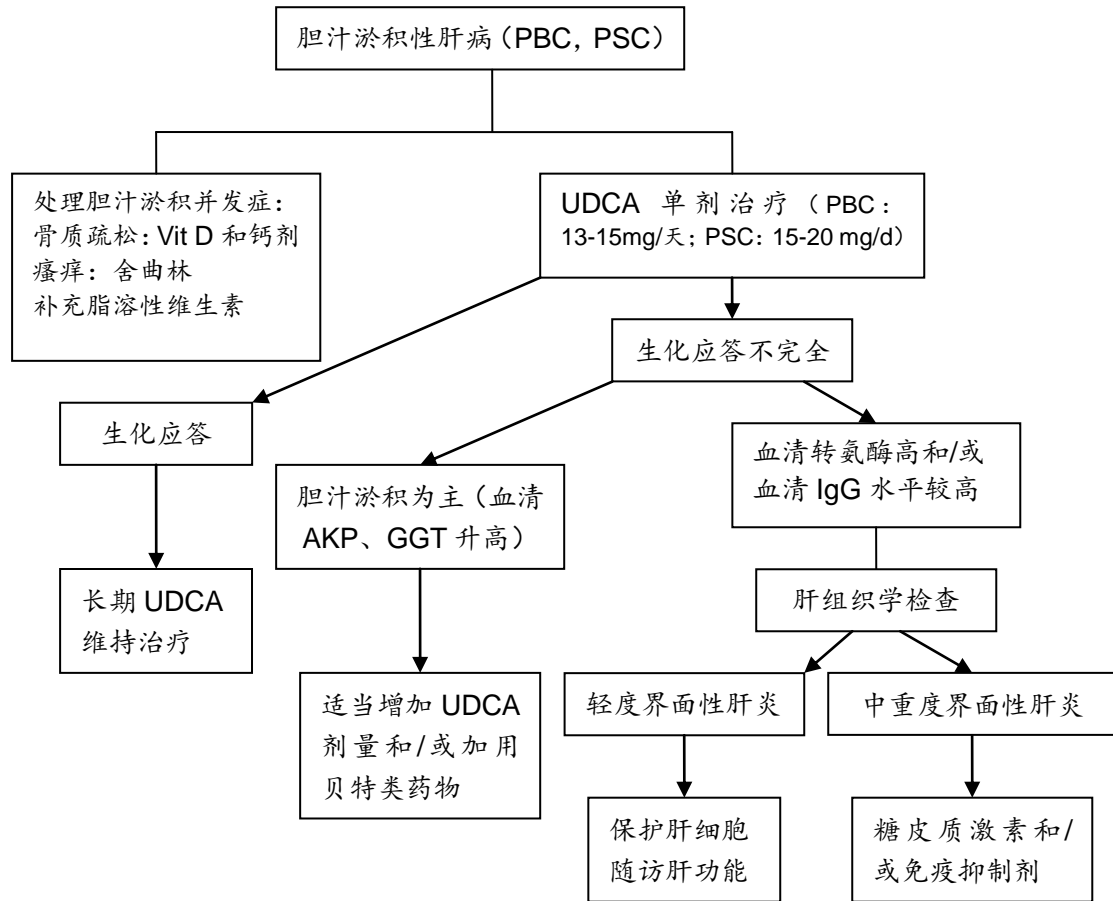 胆汁淤积性肝病（PBC，PSC）
处理胆汁淤积并发症：
骨质疏松：Vit D 和钙剂
瘙痒：舍曲林
补充脂溶性维生素
UDCA 单剂治疗（PBC：
13-15mg/天；PSC：15-20 mg/d）
生化应答不完全
生化应答
胆汁淤积为主（血清
AKP、GGT 升高）
血清转氨酶高和/或
血清 IgG 水平较高
长期 UDCA
维持治疗
肝组织学检查
适当增加 UDCA
剂量和/或加用
贝特类药物
轻度界面性肝炎
中重度界面性肝炎
保护肝细胞
随访肝功能
糖皮质激素和/
或免疫抑制剂